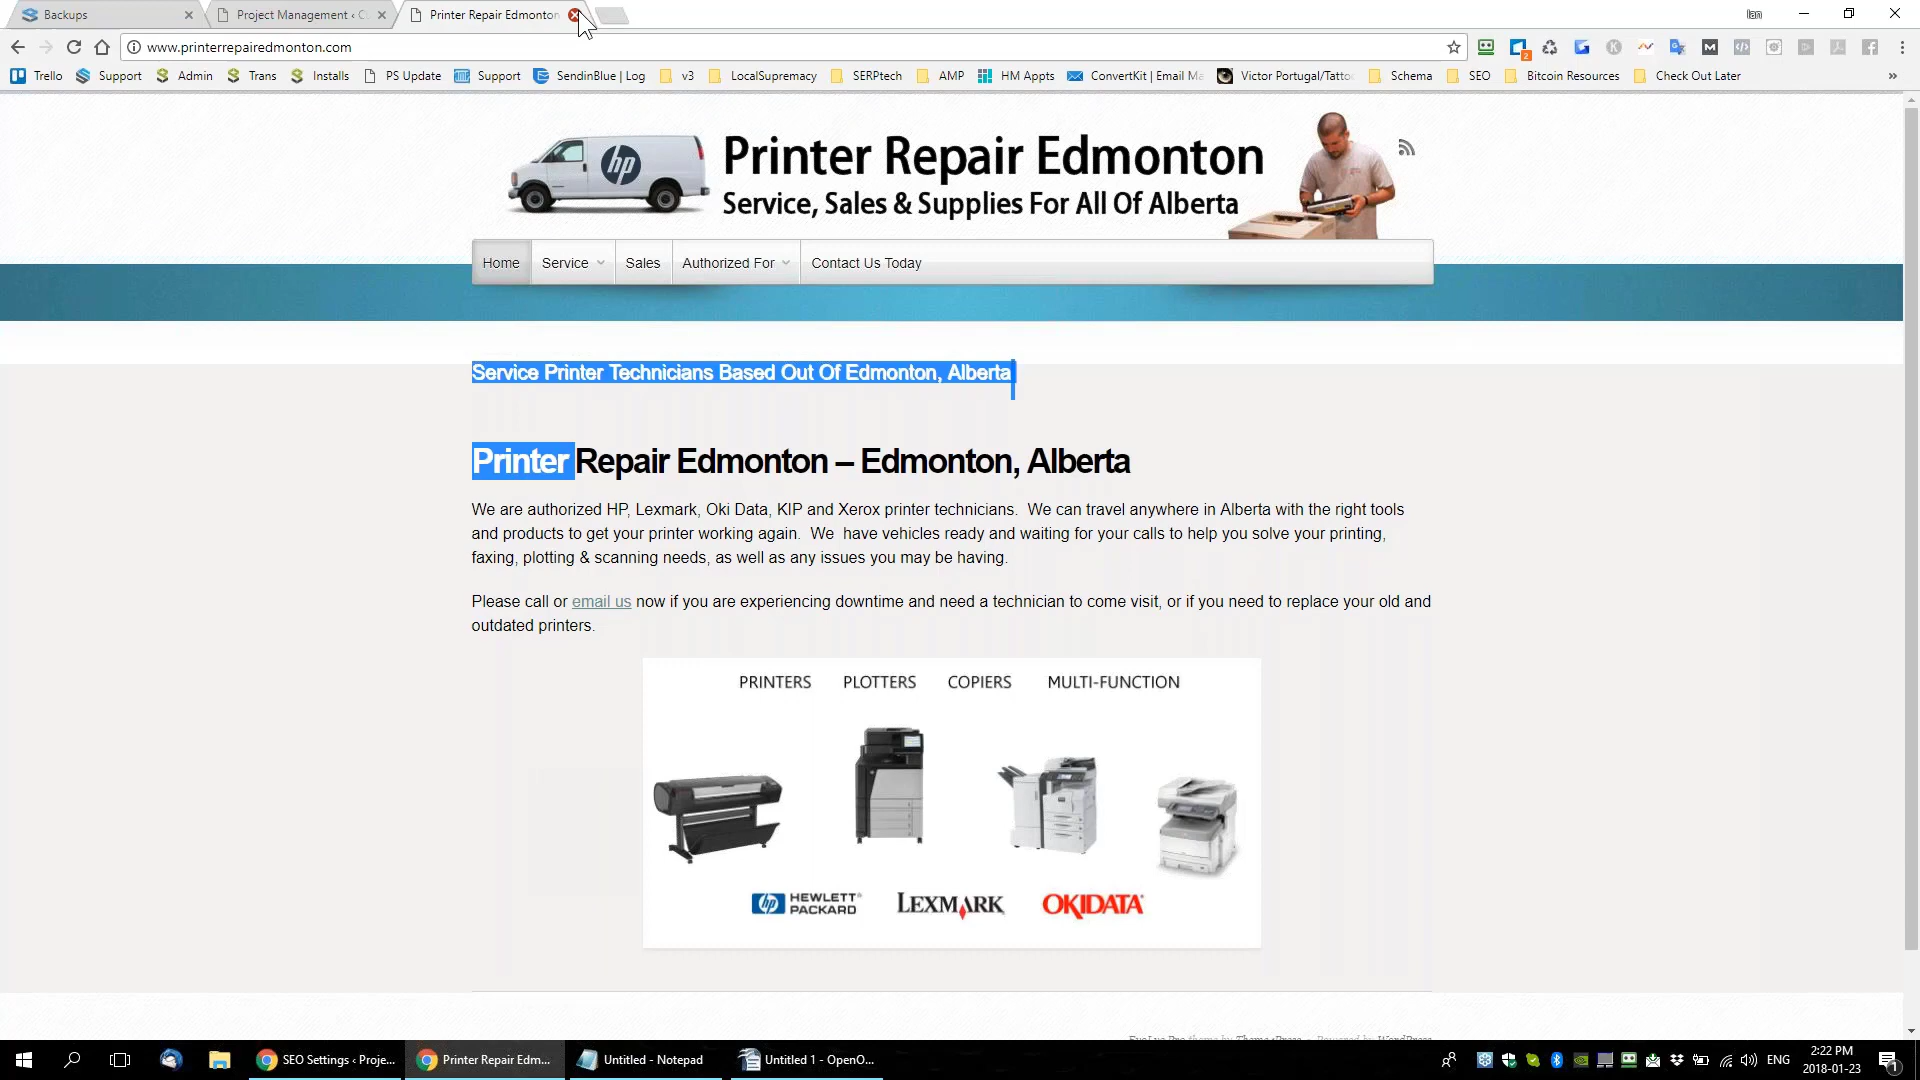 Backups
Project Management ‹ C
Printer Repair Edmonton
Ian
www.printerrepairedmonton.com
Trello
Support
Admin
Trans
Installs
PS Update
Support
SendinBlue | Log
v3
LocalSupremacy
SERPtech
AMP
HM Appts
ConvertKit | Email Ma
Victor Portugal/Tatto
Schema
SEO
Bitcoin Resources
Check Out Later
»
hp
Printer Repair Edmonton
Service, Sales & Supplies For All Of Alberta
Home
Service
Sales
Authorized For
Contact Us Today
Service Printer Technicians Based Out Of Edmonton, Alberta
Printer Repair Edmonton – Edmonton, Alberta
We are authorized HP, Lexmark, Oki Data, KIP and Xerox printer technicians. We can travel anywhere in Alberta with the right tools
and products to get your printer working again. We have vehicles ready and waiting for your calls to help you solve your printing,
faxing, plotting & scanning needs, as well as any issues you may be having.
Please call or email us now if you are experiencing downtime and need a technician to come visit, or if you need to replace your old and
outdated printers.
PRINTERS PLOTTERS COPIERS MULTI-FUNCTION
hp HEWLETT
PACKARD
LEXMARK
OKIDATA
SEO Settings ‹ Proje...
Printer Repair Edm...
Untitled - Notepad
Untitled 1 - OpenO...
ENG
2:22 PM
2018-01-23
1